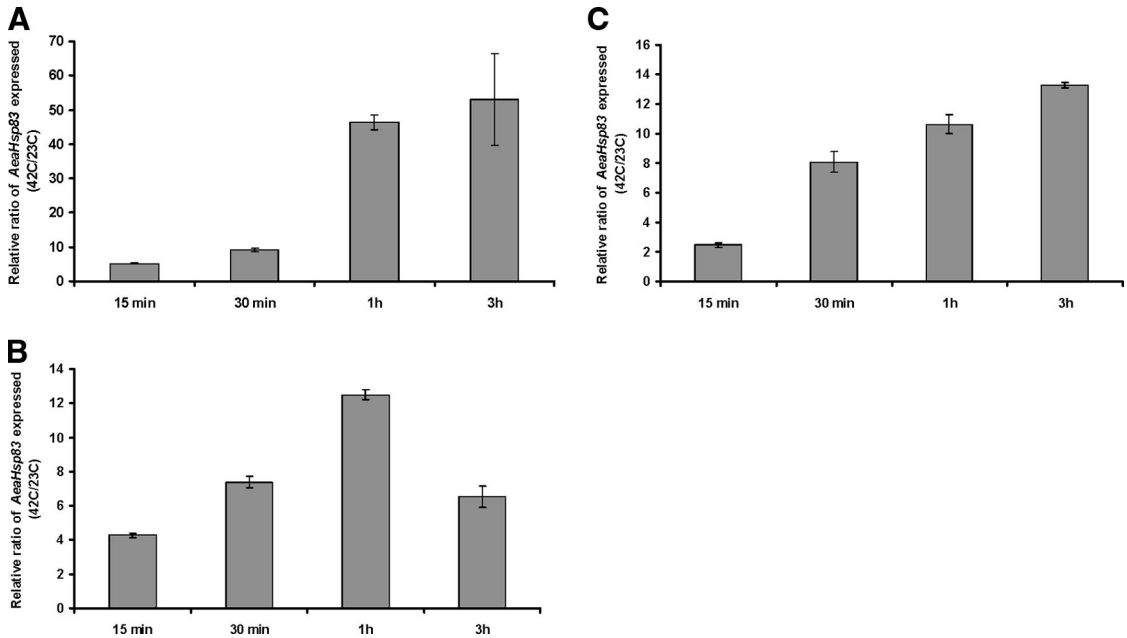 A
Relative ratio of AeaHsp83 expressed
(42C/23C)
70
60
50
40
30
20
10
0
15 min
30 min
1h
3h
C
Relative ratio of AeaHsp83 expressed
(42C/23C)
16
14
12
10
8
6
4
2
0
15 min
30 min
1h
3h
B
Relative ratio of AeaHsp83 expressed
(42C/23C)
14
12
10
8
6
4
2
0
15 min
30 min
1h
3h